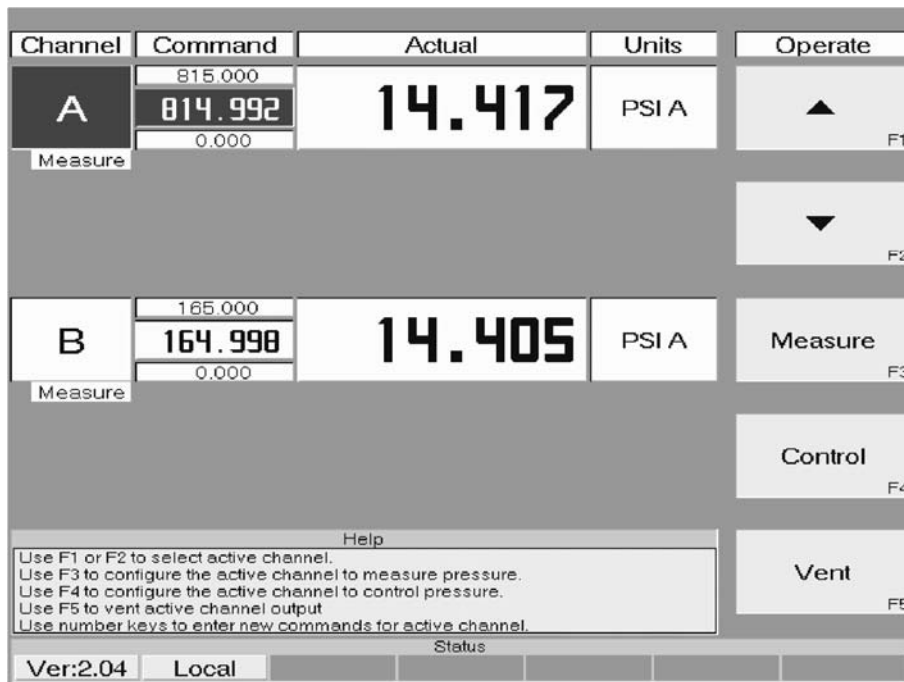 Channel Command Actual Units Operate
815.000
A 814.992 14.417 PSI A ▲
0.000 F1
Measure
▼
F2
165.000
B 164.998 14.405 PSI A Measure
0.000 F3
Measure
Control
F4
Help
Use F1 or F2 to select active channel.
Use F3 to configure the active channel to measure pressure.
Use F4 to configure the active channel to control pressure.
Use F5 to vent active channel output
Use number keys to enter new commands for active channel.
Vent
F5
Status
Ver:2.04 Local